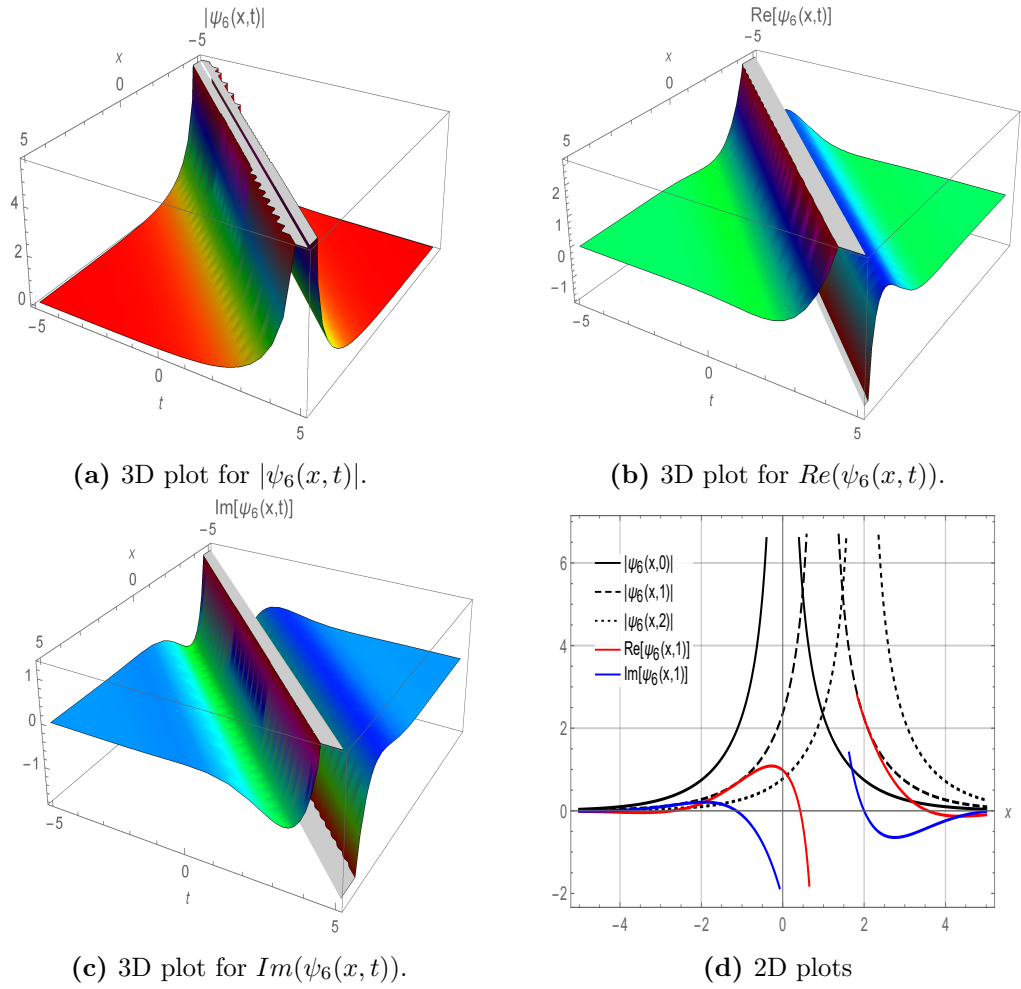 |ψ6(x,t)|
-5
x
0
5
4
2
0
-5
0
t
5
(a) 3D plot for |ψ6(x, t)|.
Re[ψ6(x,t)]
-5
x
0
5
2
1
0
-1
-5
0
t
5
(b) 3D plot for Re(ψ6(x, t)).
Im[ψ6(x,t)]
-5
x
0
5
1
0
-1
-5
0
t
5
(c) 3D plot for Im(ψ6(x, t)).
6
4
2
0
-2
-4
-2
0
2
4
x
|ψ6(x,0)|
|ψ6(x,1)|
|ψ6(x,2)|
Re[ψ6(x,1)]
Im[ψ6(x,1)]
(d) 2D plots